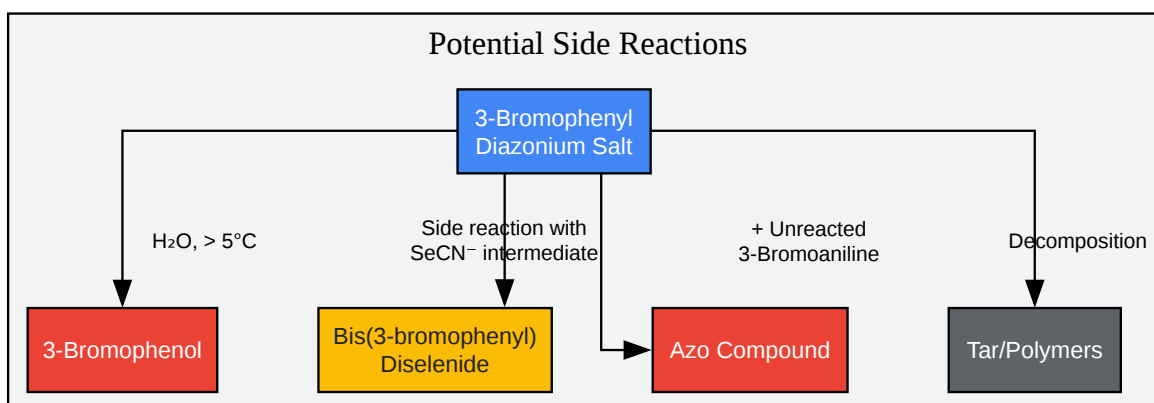 Potential Side Reactions
3-Bromophenyl
Diazonium Salt
H₂O, > 5°C
Side reaction with
SeCN⁻ intermediate
+ Unreacted
3-Bromoaniline
Decomposition
3-Bromophenol
Bis(3-bromophenyl)
Diselenide
Azo Compound
Tar/Polymers